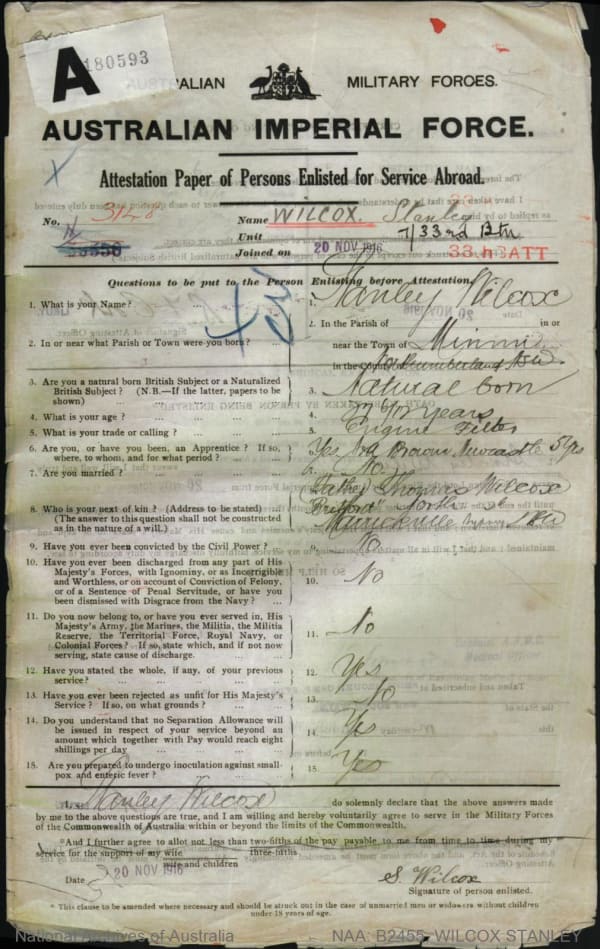 A 180593
AUSTRALIAN MILITARY FORCES.
AUSTRALIAN IMPERIAL FORCE.
Attestation Paper of Persons Enlisted for Service Abroad.
No. 3148 Name WILCOX. Stanley
Unit 7/33rd Btn
Joined on 20 NOV 1916 33rd BATT
Questions to be put to the Person Enlisting before Attestation.
1. What is your Name? ... ... 1. Stanley Wilcox
2. In or near what Parish or Town were you born? ... 2. In the Parish of in or
near the Town of Minmi
in the County of Northumberland NSW
3. Are you a natural born British Subject or a Naturalized
British Subject? (N.B.—If the latter, papers to be
shown) ... ... 3. Natural born
4. What is your age? ... ... 4. years
5. What is your trade or calling? ... ... 5. Engine Fitter
6. Are you, or have you been, an Apprentice? If so,
where, to whom, and for what period? ... ... Yes Brown Newcastle 5 yrs
7. Are you married? ... ... No
8. Who is your next of kin? (Address to be stated)
(The answer to this question shall not be construed
as in the nature of a will.) (Father) Thomas Wilcox
North
Marrickville Sydney NSW
9. Have you ever been convicted by the Civil Power? 9. No
10. Have you ever been discharged from any part of His
Majesty's Forces, with Ignominy, or as Incorrigible
and Worthless, or on account of Conviction of Felony,
or of a Sentence of Penal Servitude, or have you
been dismissed with Disgrace from the Navy? ... 10. No
11. Do you now belong to, or have you ever served in, His
Majesty's Army, the Marines, the Militia, the Militia
Reserve, the Territorial Force, Royal Navy, or
Colonial Forces? If so, state which, and if not now
serving, state cause of discharge. 11. No
12. Have you stated the whole, if any, of your previous
service? ... ... 12. Yes
13. Have you ever been rejected as unfit for His Majesty's
Service? If so, on what grounds? ... 13. No
14. Do you understand that no Separation Allowance will
be issued in respect of your service beyond an
amount which together with Pay would reach eight
shillings per day ... ... 14. Yes
15. Are you prepared to undergo inoculation against small-
pox and enteric fever? ... ... 15. Yes
I, Stanley Wilcox do solemnly declare that the above answers made
by me to the above questions are true, and I am willing and hereby voluntarily agree to serve in the Military Forces
of the Commonwealth of Australia within or beyond the limits of the Commonwealth.
*And I further agree to allot not less than two-fifths of the pay payable to me from time to time during my
three-fifths
service for the support of my wife
wife and children
Date 20 NOV 1916 S. Wilcox
Signature of person enlisted.
* This clause to be amended where necessary and should be struck out in the case of unmarried men or widowers without children
under 18 years of age.
National Archives of Australia NAA: B2455, WILCOX STANLEY